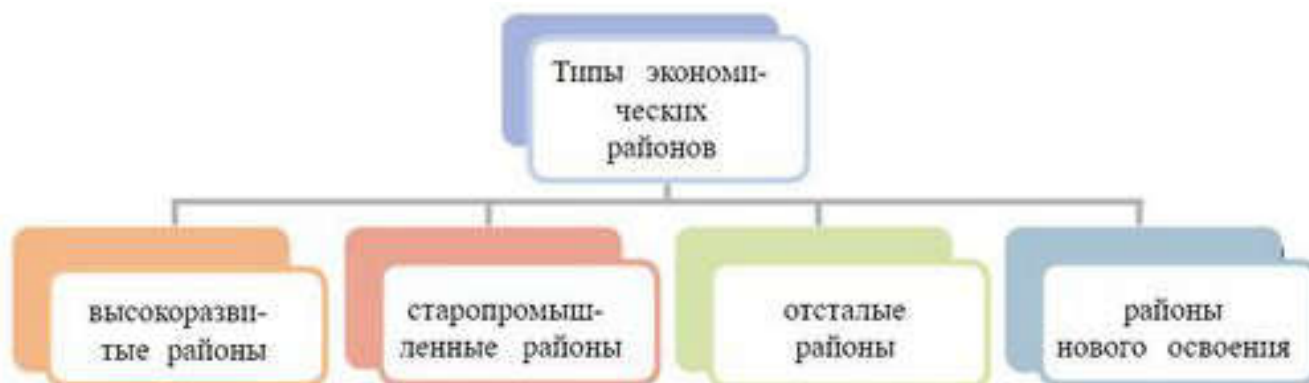 Типы экономи-
ческих
районов
высокоразви-
тые районы
старопромыш-
ленные районы
отсталые
районы
районы
нового освоения